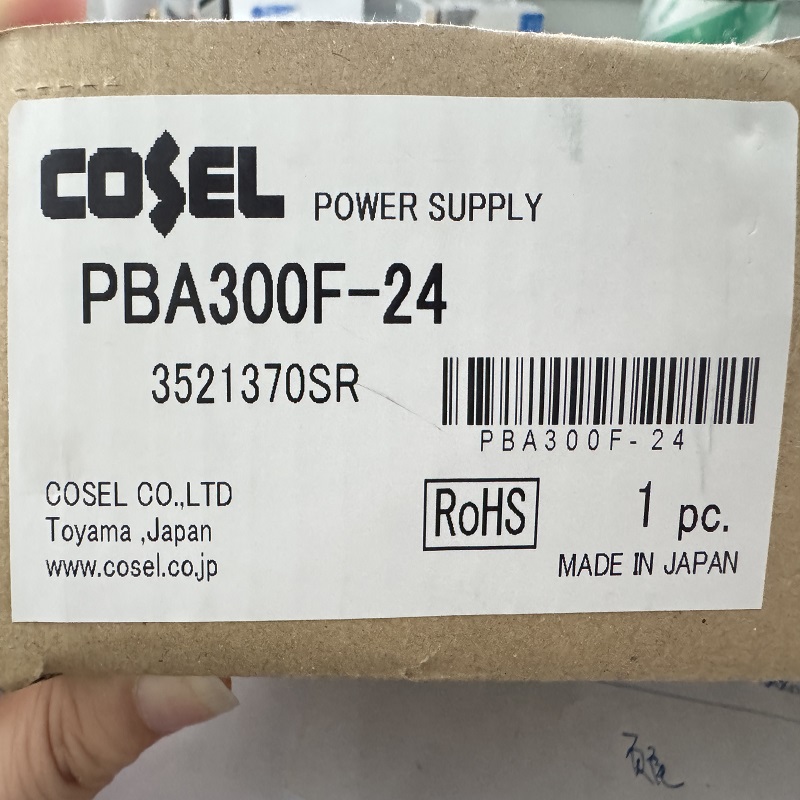 COSEL POWER SUPPLY
PBA300F-24
3521370SR
PBA300F-24
COSEL CO.,LTD
Toyama ,Japan
www.cosel.co.jp
RoHS
1 pc.
MADE IN JAPAN